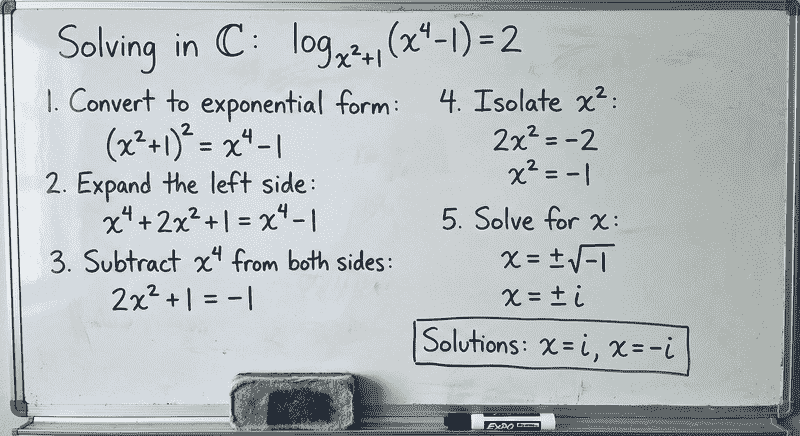 Solving in ℂ: log_{x²+1}(x⁴-1)=2
1. Convert to exponential form:
(x²+1)² = x⁴-1
2. Expand the left side:
x⁴+2x²+1 = x⁴-1
3. Subtract x⁴ from both sides:
2x²+1 = -1
4. Isolate x²:
2x² = -2
x² = -1
5. Solve for x:
x = ±√-1
x = ± i
Solutions: x = i, x = -i
EXPO